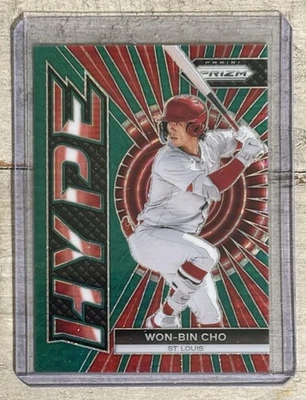 PANINI
PRIZM
HYPE
WON-BIN CHO
ST LOUIS